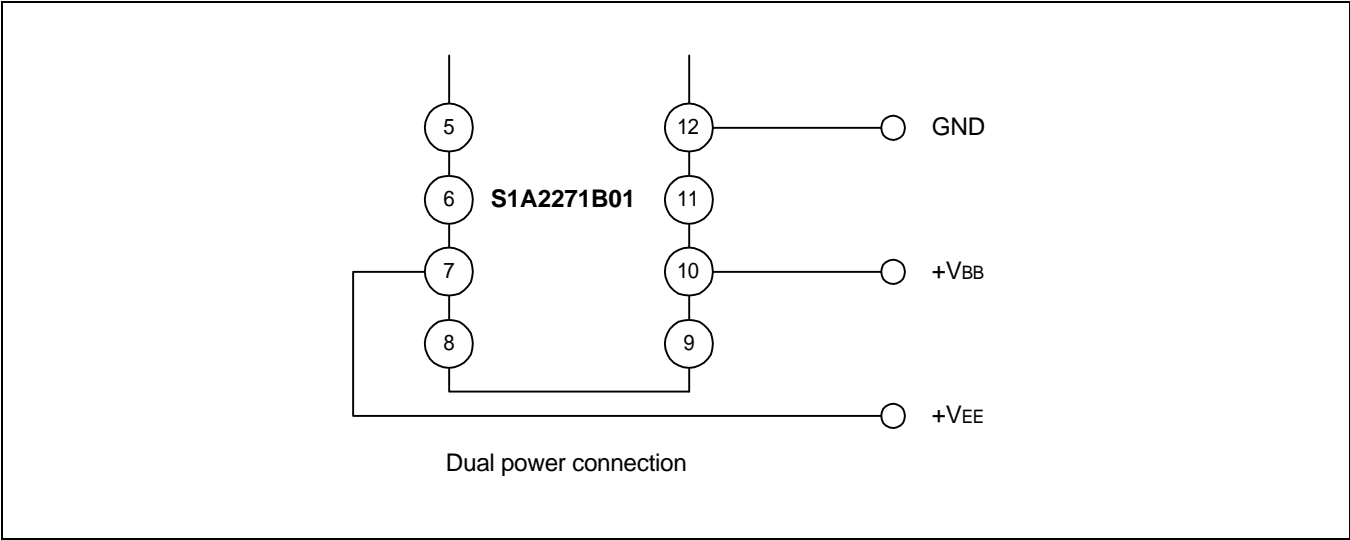 5
12
GND
6
S1A2271B01
11
7
10
+VBB
8
9
+VEE
Dual power connection